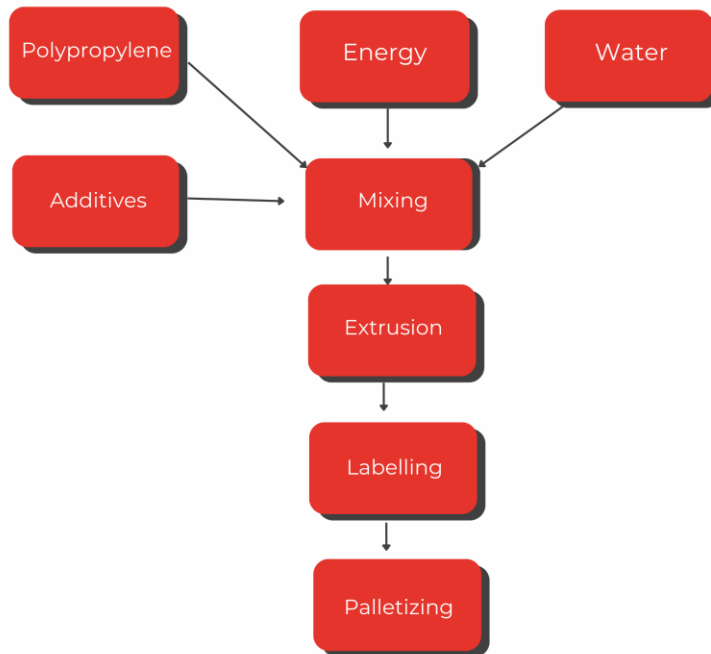 Polypropylene
Energy
Water
Additives
Mixing
Extrusion
Labelling
Palletizing